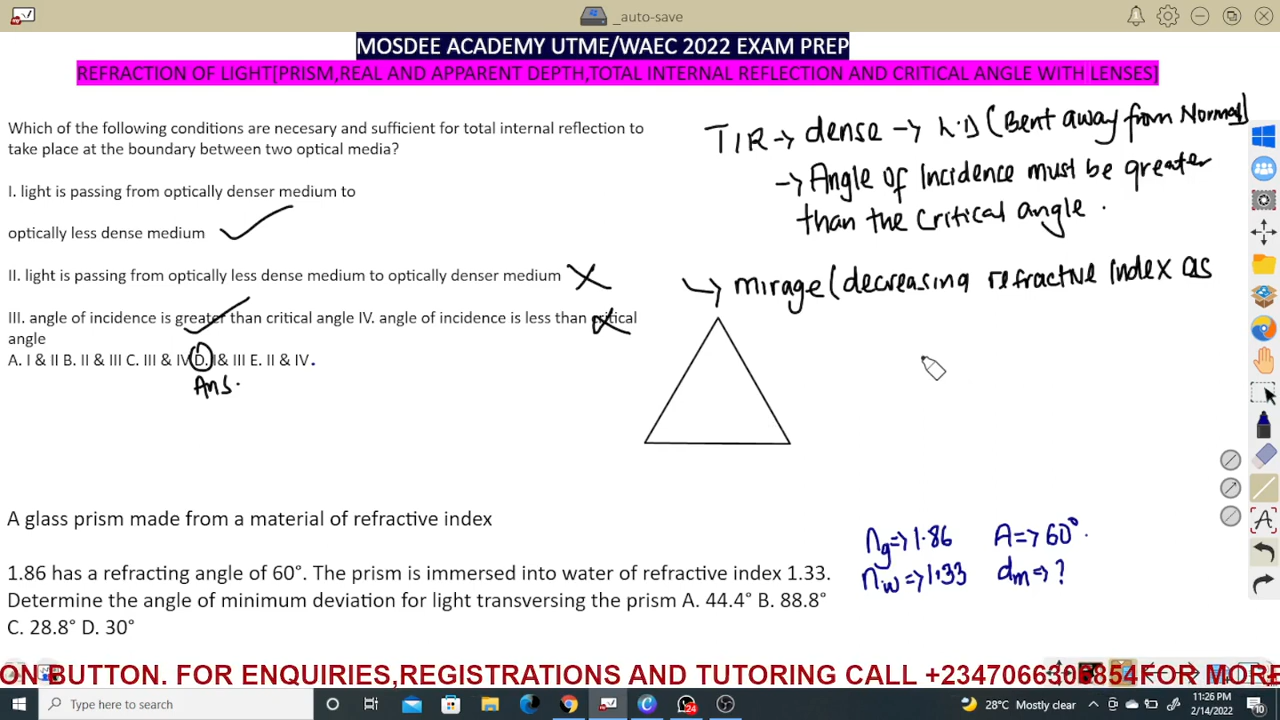 _auto-save
MOSDEE ACADEMY UTME/WAEC 2022 EXAM PREP
REFRACTION OF LIGHT[PRISM,REAL AND APPARENT DEPTH,TOTAL INTERNAL REFLECTION AND CRITICAL ANGLE WITH LENSES]
Which of the following conditions are necesary and sufficient for total internal reflection to
take place at the boundary between two optical media?
I. light is passing from optically denser medium to
optically less dense medium
II. light is passing from optically less dense medium to optically denser medium
III. angle of incidence is greater than critical angle IV. angle of incidence is less than critical
angle
A. I & II B. II & III C. III & IV D. I & III E. II & IV.
Ans.
TIR → dense → L.D (Bent away from Normal)
→ Angle of Incidence must be greater
than the critical angle .
↳ mirage (decreasing refractive index as
A glass prism made from a material of refractive index
1.86 has a refracting angle of 60°. The prism is immersed into water of refractive index 1.33.
Determine the angle of minimum deviation for light transversing the prism A. 44.4° B. 88.8°
C. 28.8° D. 30°
ng => 1.86 A => 60°.
nw => 1.33 dm => ?
ON BUTTON. FOR ENQUIRIES,REGISTRATIONS AND TUTORING CALL +2347066306854 FOR MORE
Type here to search
24
28°C Mostly clear
11:26 PM
2/14/2022
10